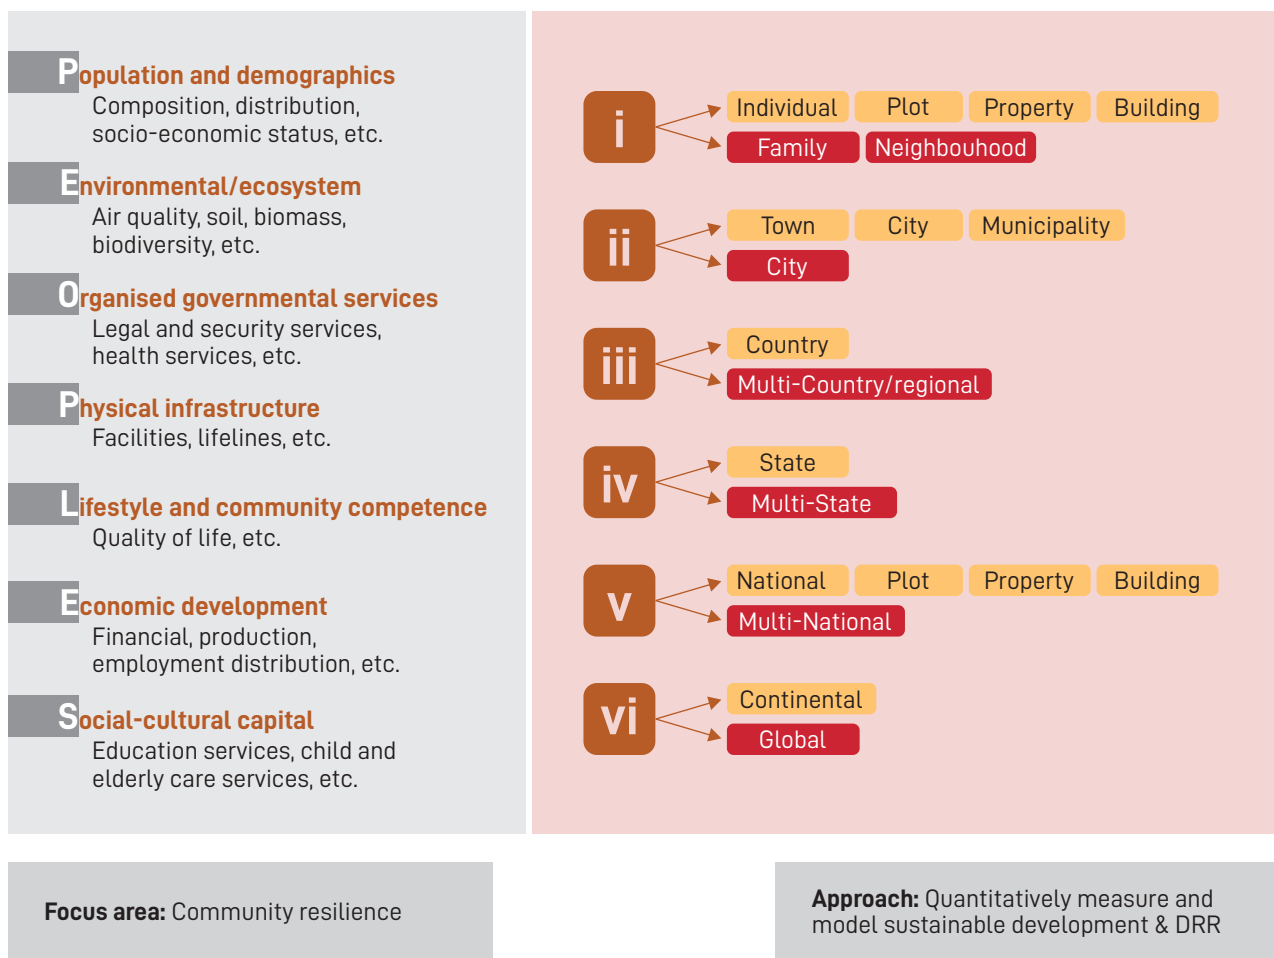 Population and demographics
Composition, distribution,
socio-economic status, etc.
Environmental/ecosystem
Air quality, soil, biomass,
biodiversity, etc.
Organised governmental services
Legal and security services,
health services, etc.
Physical infrastructure
Facilities, lifelines, etc.
Lifestyle and community competence
Quality of life, etc.
Economic development
Financial, production,
employment distribution, etc.
Social-cultural capital
Education services, child and
elderly care services, etc.
i
Individual Plot Property Building
Family Neighbouhood
ii
Town City Municipality
City
iii
Country
Multi-Country/regional
iv
State
Multi-State
v
National Plot Property Building
Multi-National
vi
Continental
Global
Focus area: Community resilience
Approach: Quantitatively measure and
model sustainable development & DRR